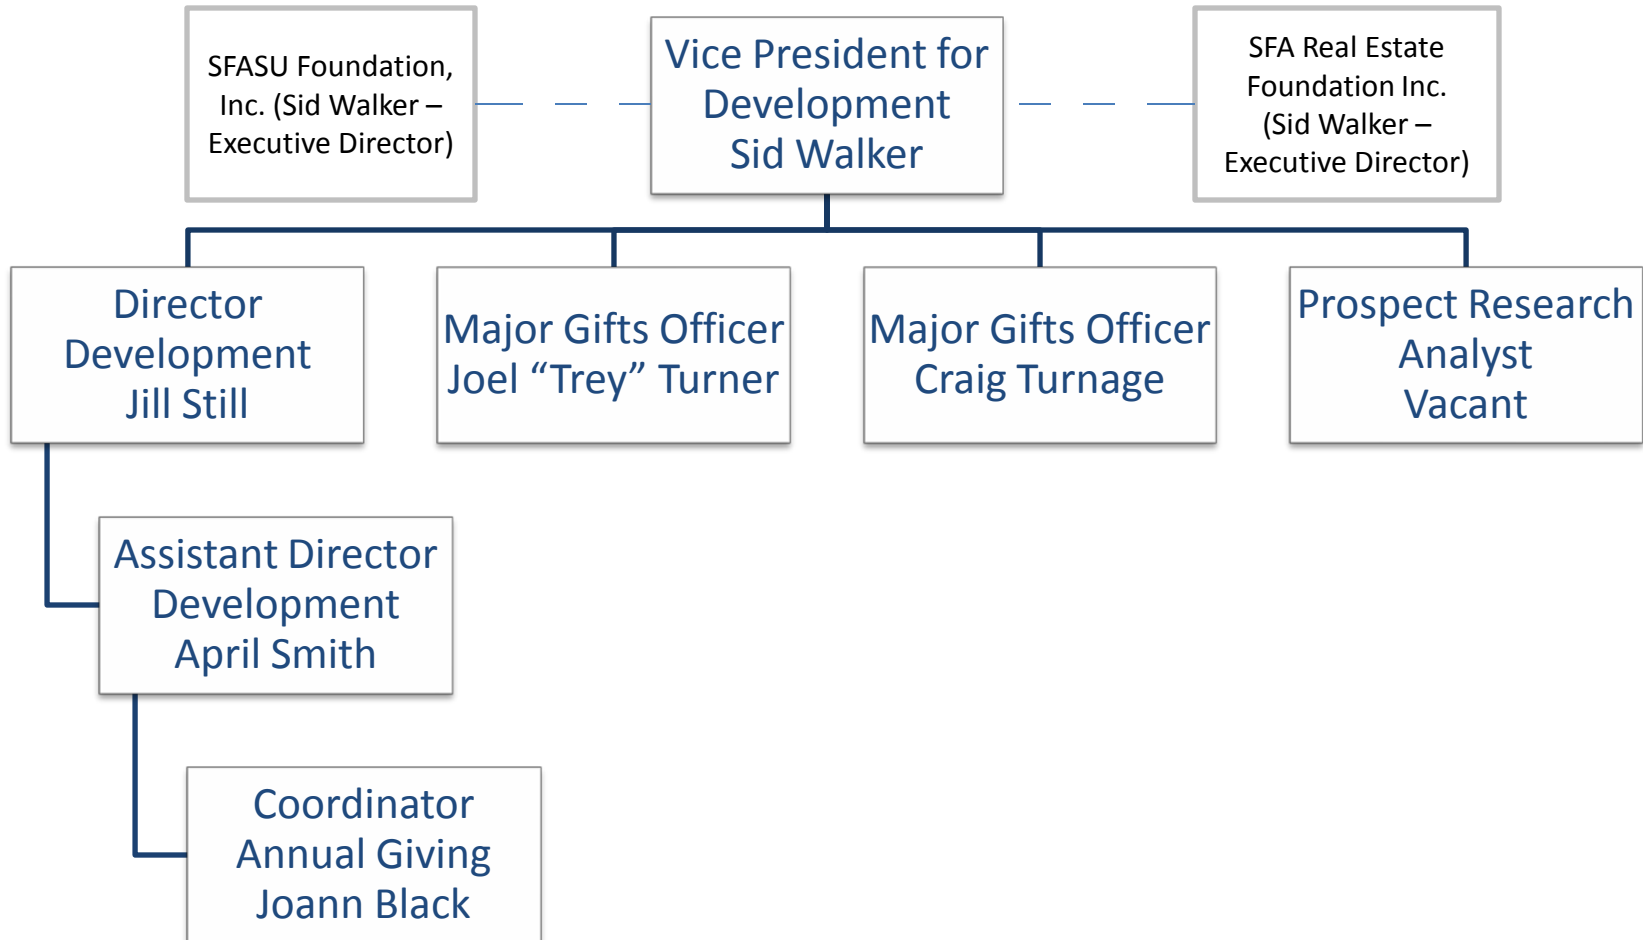 SFASU Foundation,
Inc. (Sid Walker –
Executive Director)
Vice President for
Development
Sid Walker
SFA Real Estate
Foundation Inc.
(Sid Walker –
Executive Director)
Director
Development
Jill Still
Major Gifts Officer
Joel “Trey” Turner
Major Gifts Officer
Craig Turnage
Prospect Research
Analyst
Vacant
Assistant Director
Development
April Smith
Coordinator
Annual Giving
Joann Black